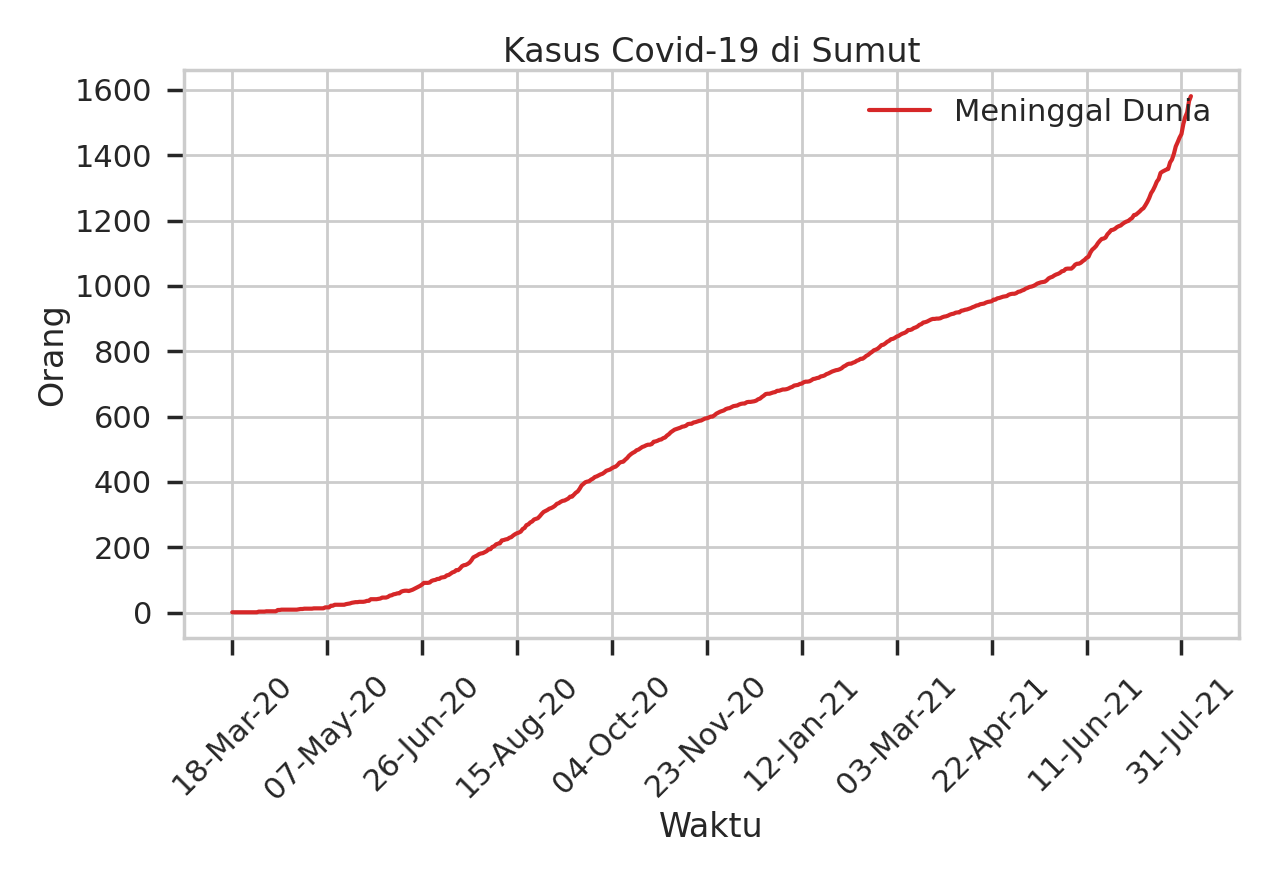 Kasus Covid-19 di Sumut
Meninggal Dunia
1600
1400
1200
1000
800
600
400
200
0
Orang
18-Mar-20
07-May-20
26-Jun-20
15-Aug-20
04-Oct-20
23-Nov-20
12-Jan-21
03-Mar-21
22-Apr-21
11-Jun-21
31-Jul-21
Waktu